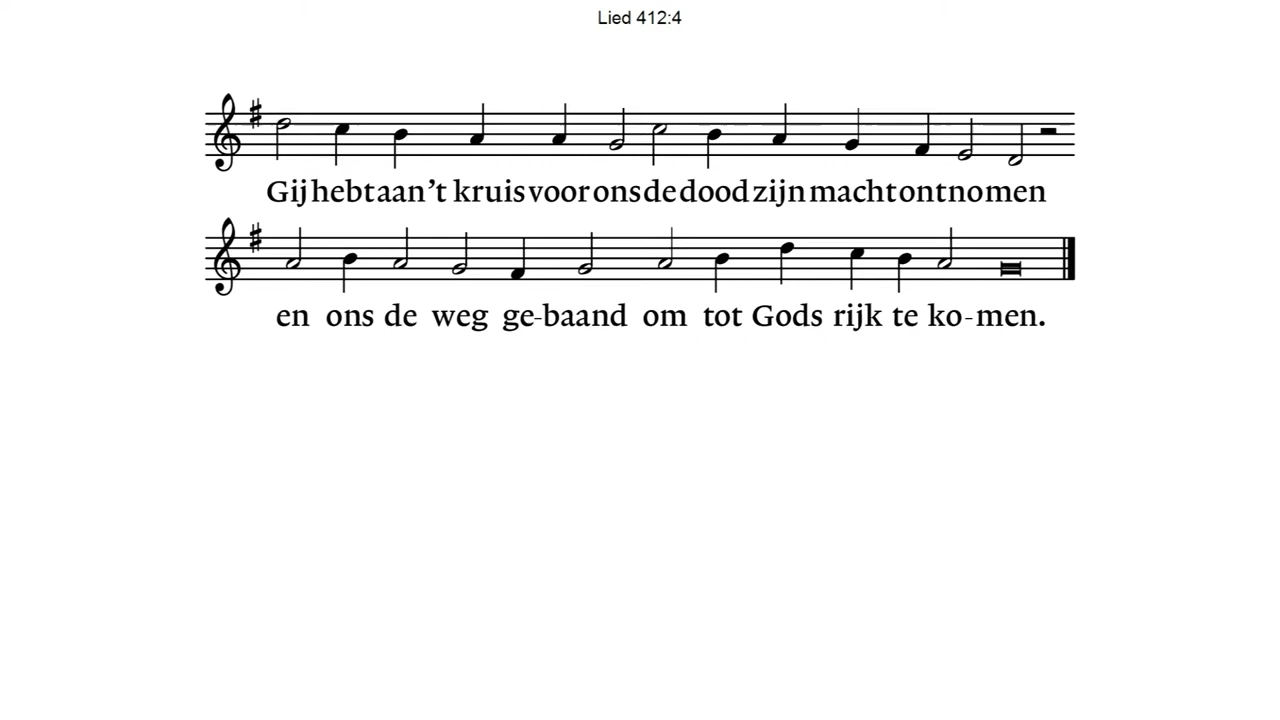 Lied 412:4
Gij hebt aan 't kruis voor ons de dood zijn macht ontnomen
en ons de weg ge-baand om tot Gods rijk te ko-men.